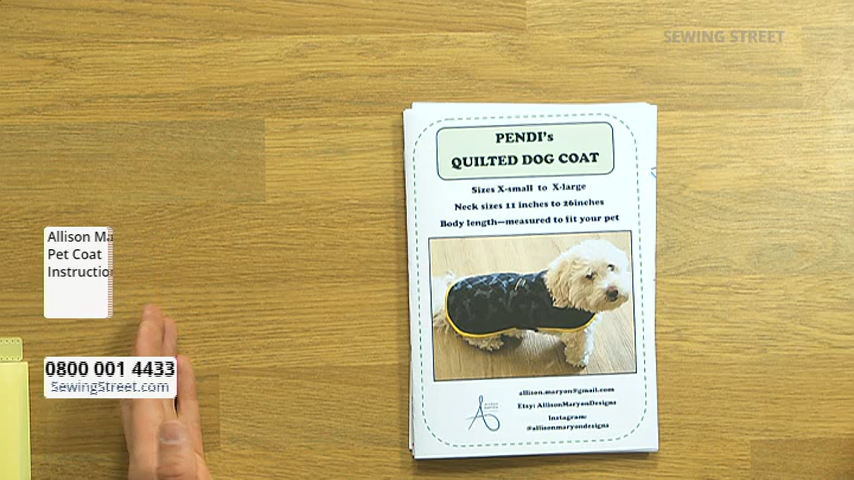 SEWING STREET
PENDI's
QUILTED DOG COAT
Sizes X-small to X-large
Neck sizes 11 inches to 26inches
Body length—measured to fit your pet
allison.maryon@gmail.com
Etsy: AllisonMaryonDesigns
Instagram:
@allisonmaryondesigns
Allison Ma
Pet Coat
Instruction
0800 001 4433
SewingStreet.com